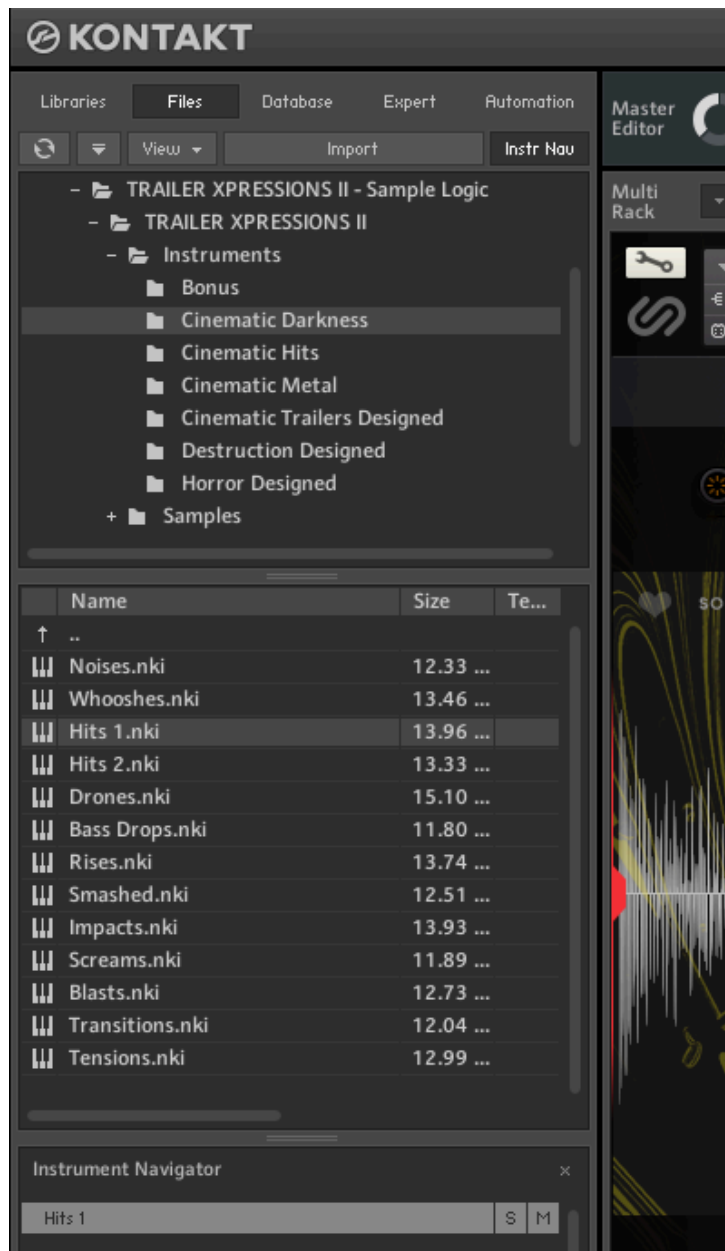 KONTAKT
Libraries Files Database Expert Automation
View Import Instr Nav
Master
Editor
Multi
Rack
– TRAILER XPRESSIONS II - Sample Logic
– TRAILER XPRESSIONS II
– Instruments
Bonus
Cinematic Darkness
Cinematic Hits
Cinematic Metal
Cinematic Trailers Designed
Destruction Designed
Horror Designed
+ Samples
Name Size Te...
..
Noises.nki 12.33 ...
Whooshes.nki 13.46 ...
Hits 1.nki 13.96 ...
Hits 2.nki 13.33 ...
Drones.nki 15.10 ...
Bass Drops.nki 11.80 ...
Rises.nki 13.74 ...
Smashed.nki 12.51 ...
Impacts.nki 13.93 ...
Screams.nki 11.89 ...
Blasts.nki 12.73 ...
Transitions.nki 12.04 ...
Tensions.nki 12.99 ...
SO
Instrument Navigator ×
Hits 1 S M